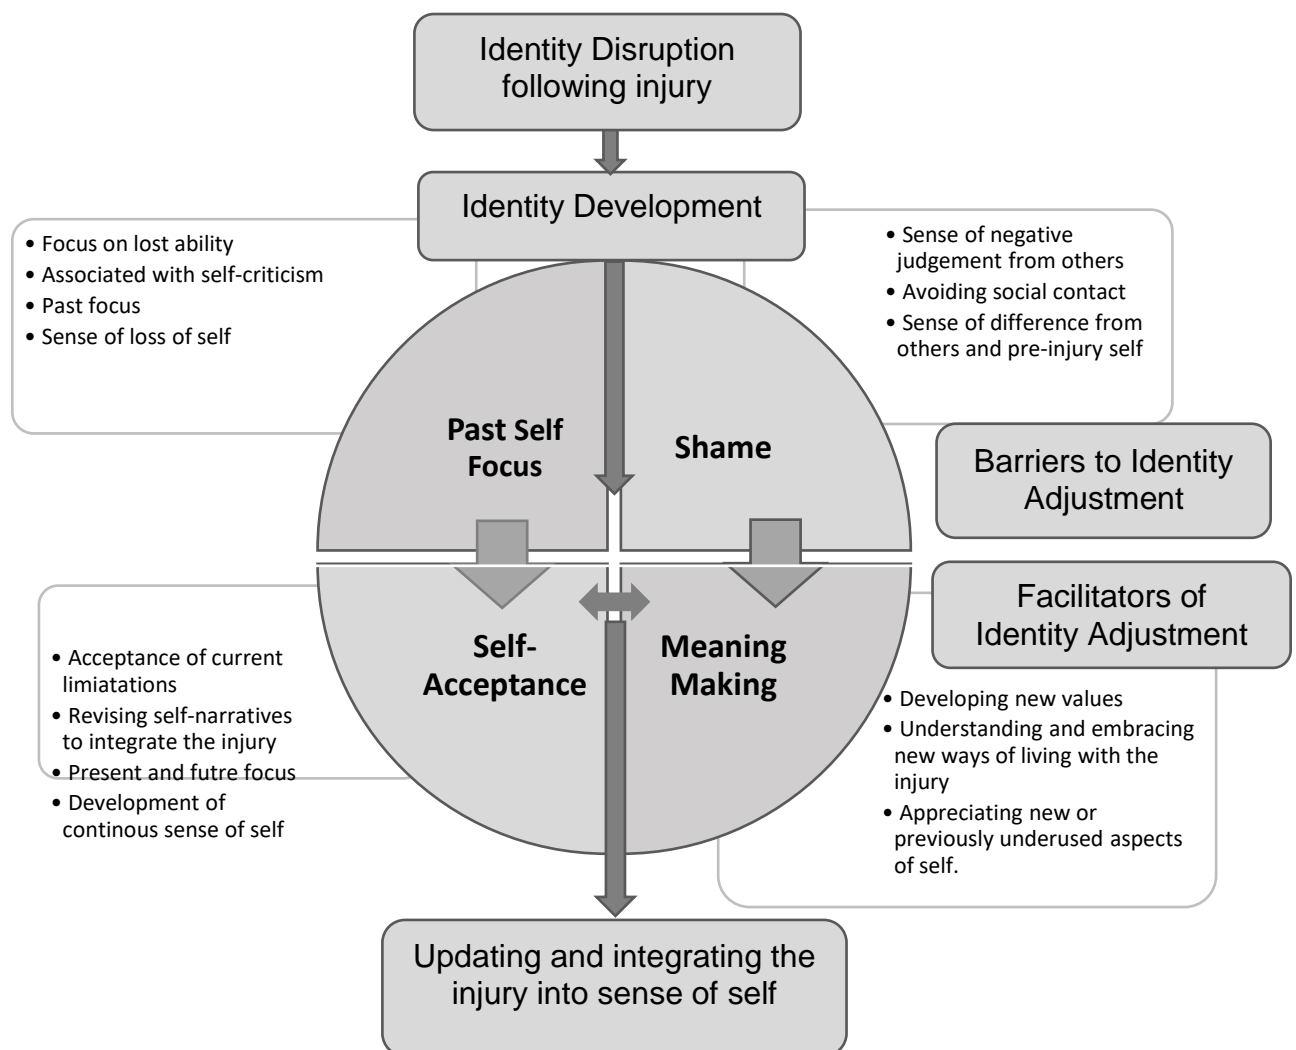 Identity Disruption
following injury
Identity Development
• Focus on lost ability
• Associated with self-criticism
• Past focus
• Sense of loss of self
• Sense of negative
judgement from others
• Avoiding social contact
• Sense of difference from
others and pre-injury self
Past Self
Focus
Shame
Barriers to Identity
Adjustment
Facilitators of
Identity Adjustment
Self-
Acceptance
Meaning
Making
• Acceptance of current
limiatations
• Revising self-narratives
to integrate the injury
• Present and futre focus
• Development of
continous sense of self
• Developing new values
• Understanding and embracing
new ways of living with the
injury
• Appreciating new or
previously underused aspects
of self.
Updating and integrating the
injury into sense of self